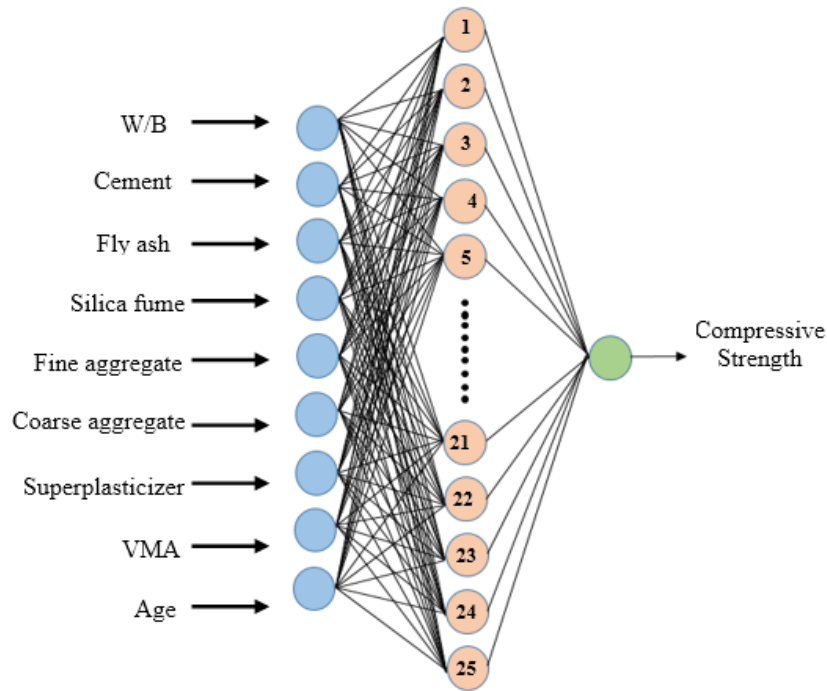 W/B
Cement
Fly ash
Silica fume
Fine aggregate
Coarse aggregate
Superplasticizer
VMA
Age
1
2
3
4
5
21
22
23
24
25
Compressive
Strength